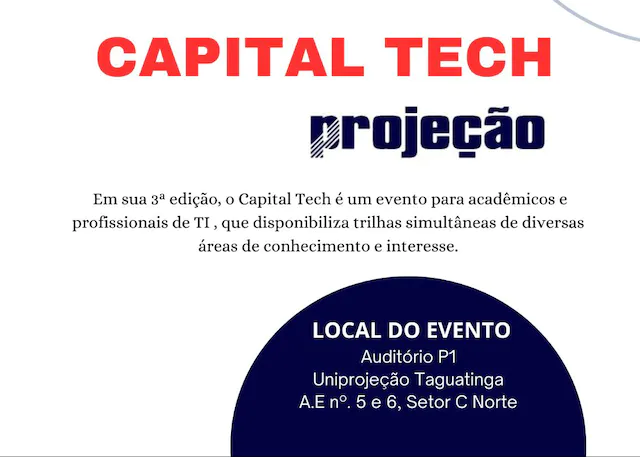 CAPITAL TECH
projeção
Em sua 3ª edição, o Capital Tech é um evento para acadêmicos e
profissionais de TI , que disponibiliza trilhas simultâneas de diversas
áreas de conhecimento e interesse.
LOCAL DO EVENTO
Auditório P1
Uniprojeção Taguatinga
A.E nº. 5 e 6, Setor C Norte